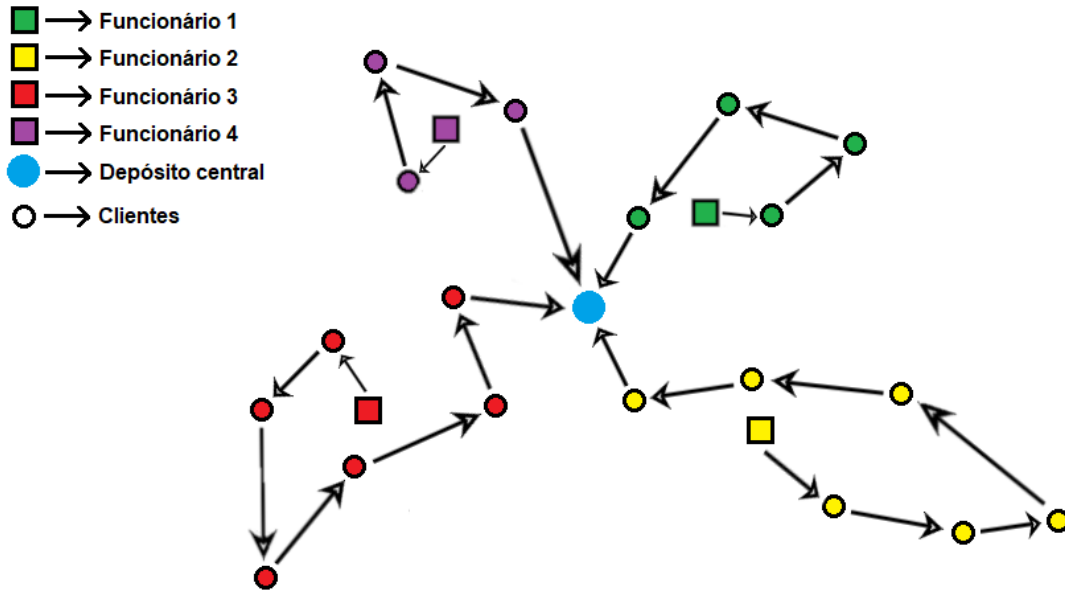 Funcionário 1
Funcionário 2
Funcionário 3
Funcionário 4
Depósito central
Clientes